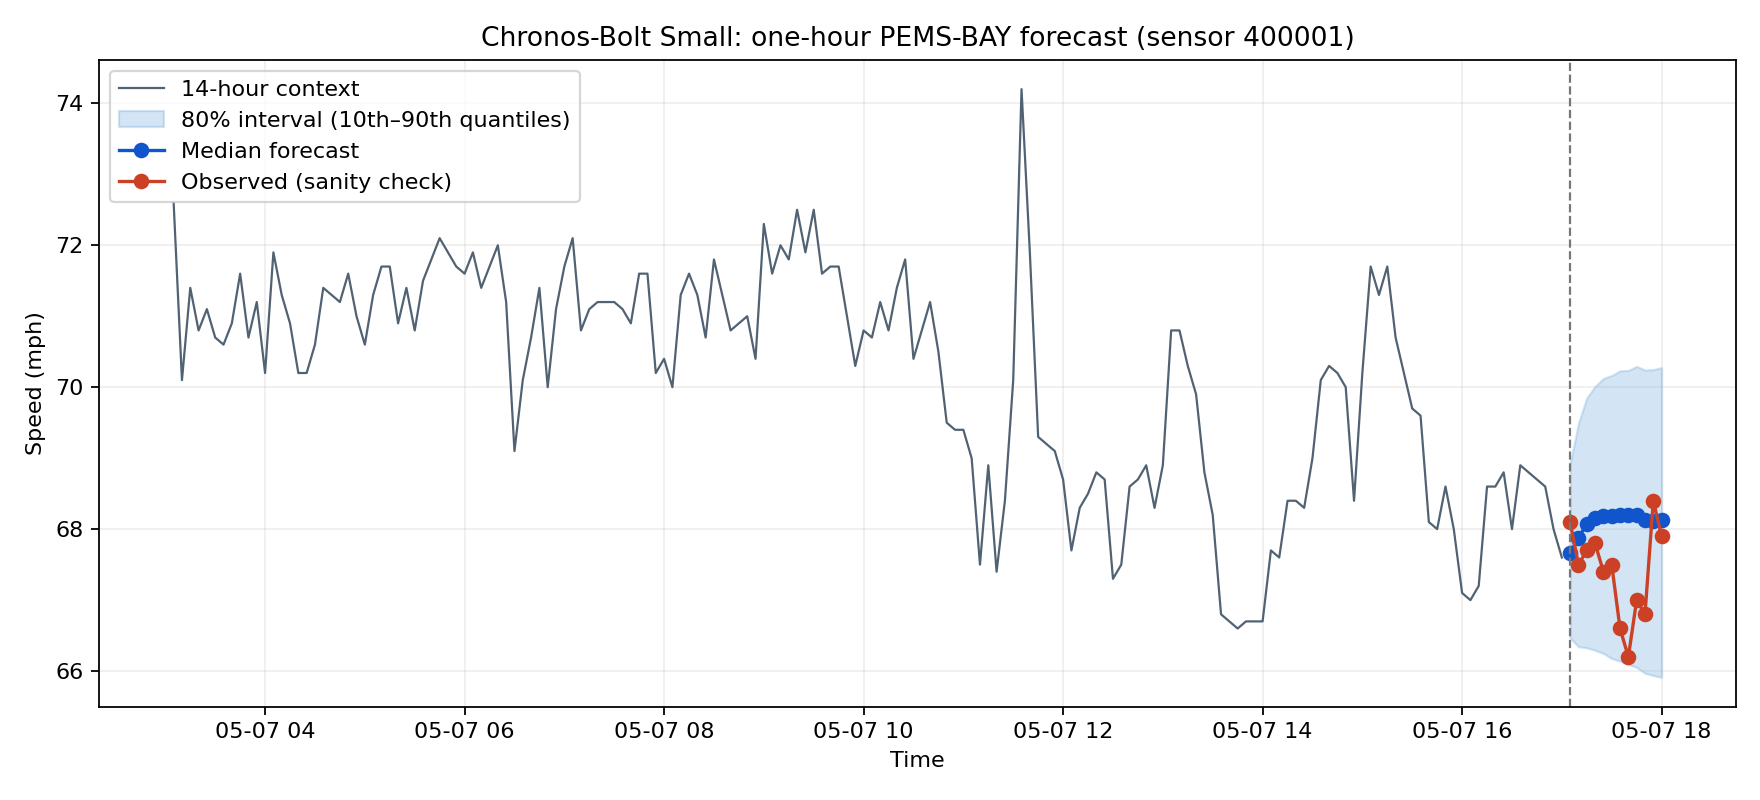 Chronos-Bolt Small: one-hour PEMS-BAY forecast (sensor 400001)
14-hour context
80% interval (10th–90th quantiles)
Median forecast
Observed (sanity check)
74
72
70
68
66
Speed (mph)
05-07 04
05-07 06
05-07 08
05-07 10
05-07 12
05-07 14
05-07 16
05-07 18
Time